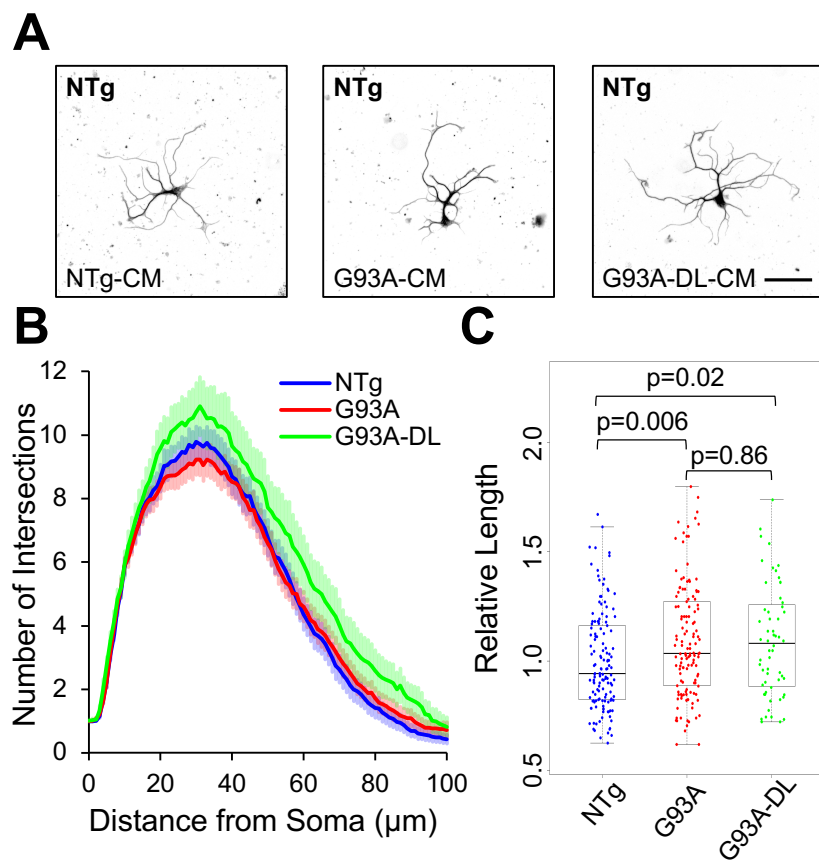 A
NTg
NTg-CM
NTg
G93A-CM
NTg
G93A-DL-CM
B
Number of Intersections
12
10
8
6
4
2
0
0 20 40 60 80 100
Distance from Soma (µm)
NTg
G93A
G93A-DL
C
Relative Length
2.0
1.5
1.0
0.5
p=0.02
p=0.006
p=0.86
NTg
G93A
G93A-DL